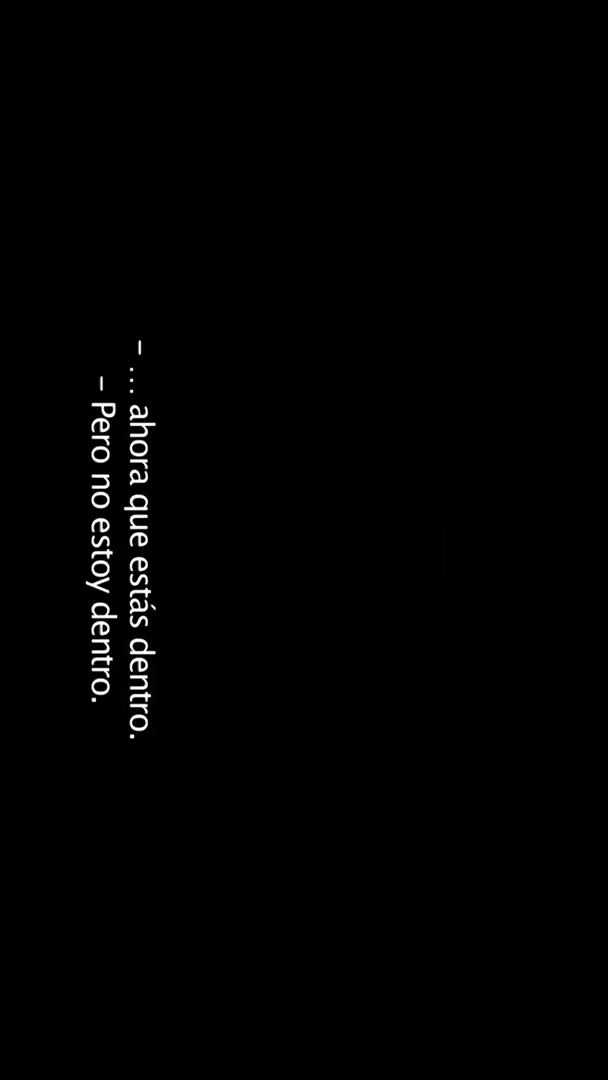 – ... ahora que estás dentro.
– Pero no estoy dentro.